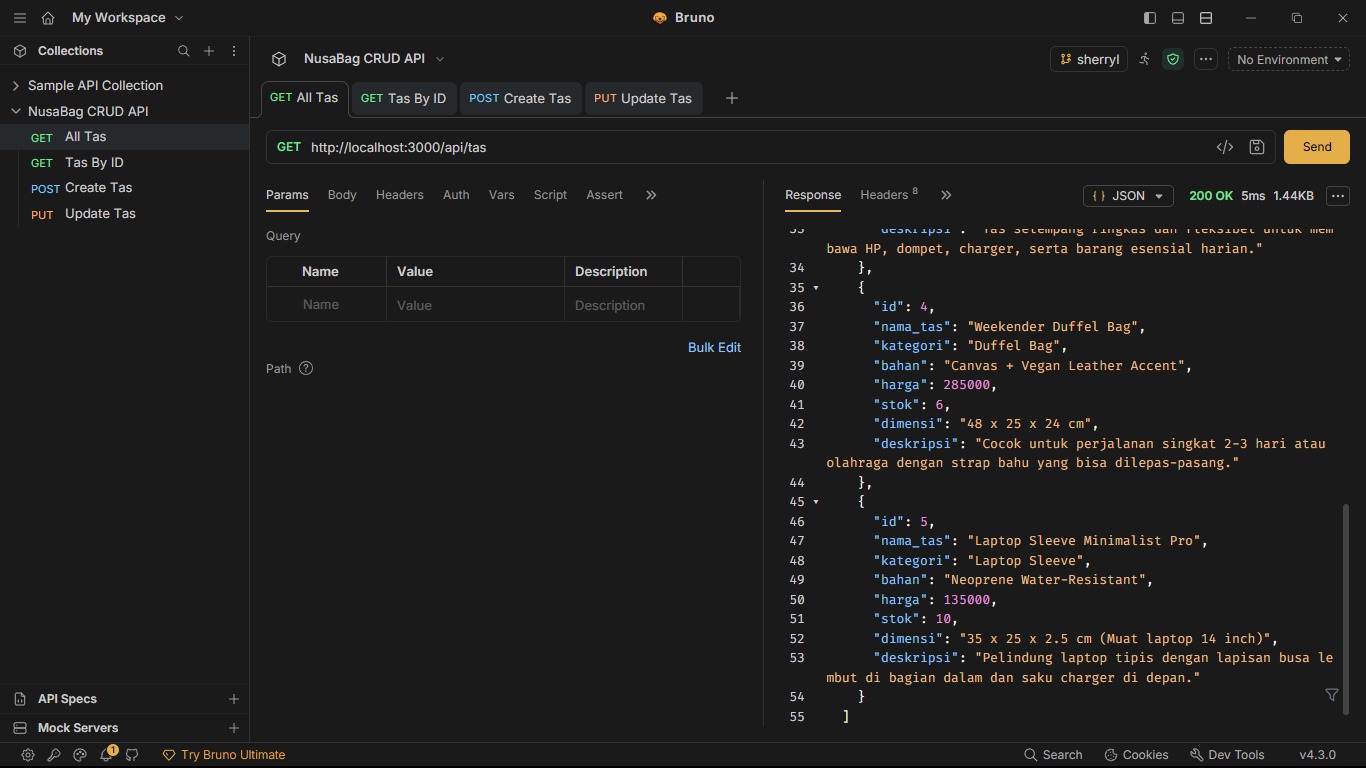 My Workspace
Bruno
Collections
NusaBag CRUD API
sherryl
No Environment
Sample API Collection
NusaBag CRUD API
GET All Tas
GET Tas By ID
POST Create Tas
PUT Update Tas
GET All Tas
GET Tas By ID
POST Create Tas
PUT Update Tas
GET http://localhost:3000/api/tas
Send
Params Body Headers Auth Vars Script Assert
Query
Name Value Description
Name Value Description
Bulk Edit
Path
Response Headers 8
{ } JSON 200 OK 5ms 1.44KB
33 "deskripsi": "Tas selempang ringkas dan fleksibel untuk mem
bawa HP, dompet, charger, serta barang esensial harian."
34 },
35 {
36 "id": 4,
37 "nama_tas": "Weekender Duffel Bag",
38 "kategori": "Duffel Bag",
39 "bahan": "Canvas + Vegan Leather Accent",
40 "harga": 285000,
41 "stok": 6,
42 "dimensi": "48 x 25 x 24 cm",
43 "deskripsi": "Cocok untuk perjalanan singkat 2-3 hari atau
olahraga dengan strap bahu yang bisa dilepas-pasang."
44 },
45 {
46 "id": 5,
47 "nama_tas": "Laptop Sleeve Minimalist Pro",
48 "kategori": "Laptop Sleeve",
49 "bahan": "Neoprene Water-Resistant",
50 "harga": 135000,
51 "stok": 10,
52 "dimensi": "35 x 25 x 2.5 cm (Muat laptop 14 inch)",
53 "deskripsi": "Pelindung laptop tipis dengan lapisan busa le
mbut di bagian dalam dan saku charger di depan."
54 }
55 ]
API Specs
Mock Servers
1
Try Bruno Ultimate
Search
Cookies
Dev Tools
v4.3.0